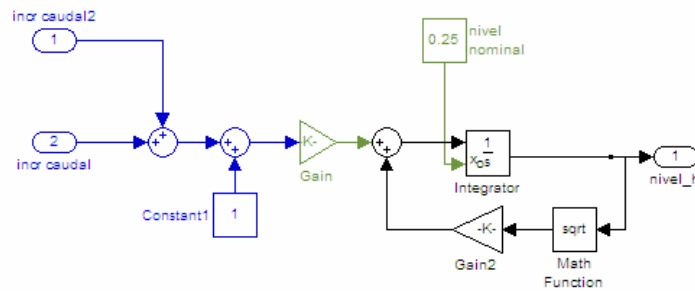 incr caudal2
1
2
incr caudal
Constant1
1
K-
Gain
0.25
nivel
nominal
1
xos
Integrator
1
nivel_h
-K-
Gain2
sqrt
Math
Function